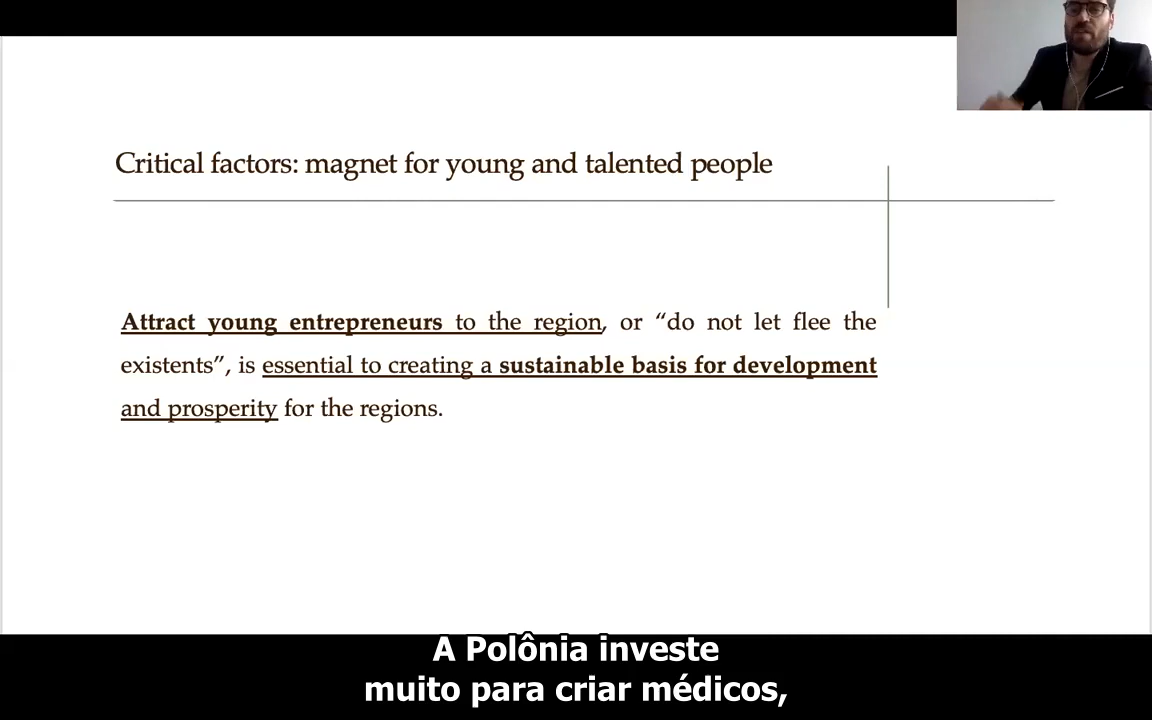 Critical factors: magnet for young and talented people
Attract young entrepreneurs to the region, or “do not let flee the
existents”, is essential to creating a sustainable basis for development
and prosperity for the regions.
A Polônia investe
muito para criar médicos,